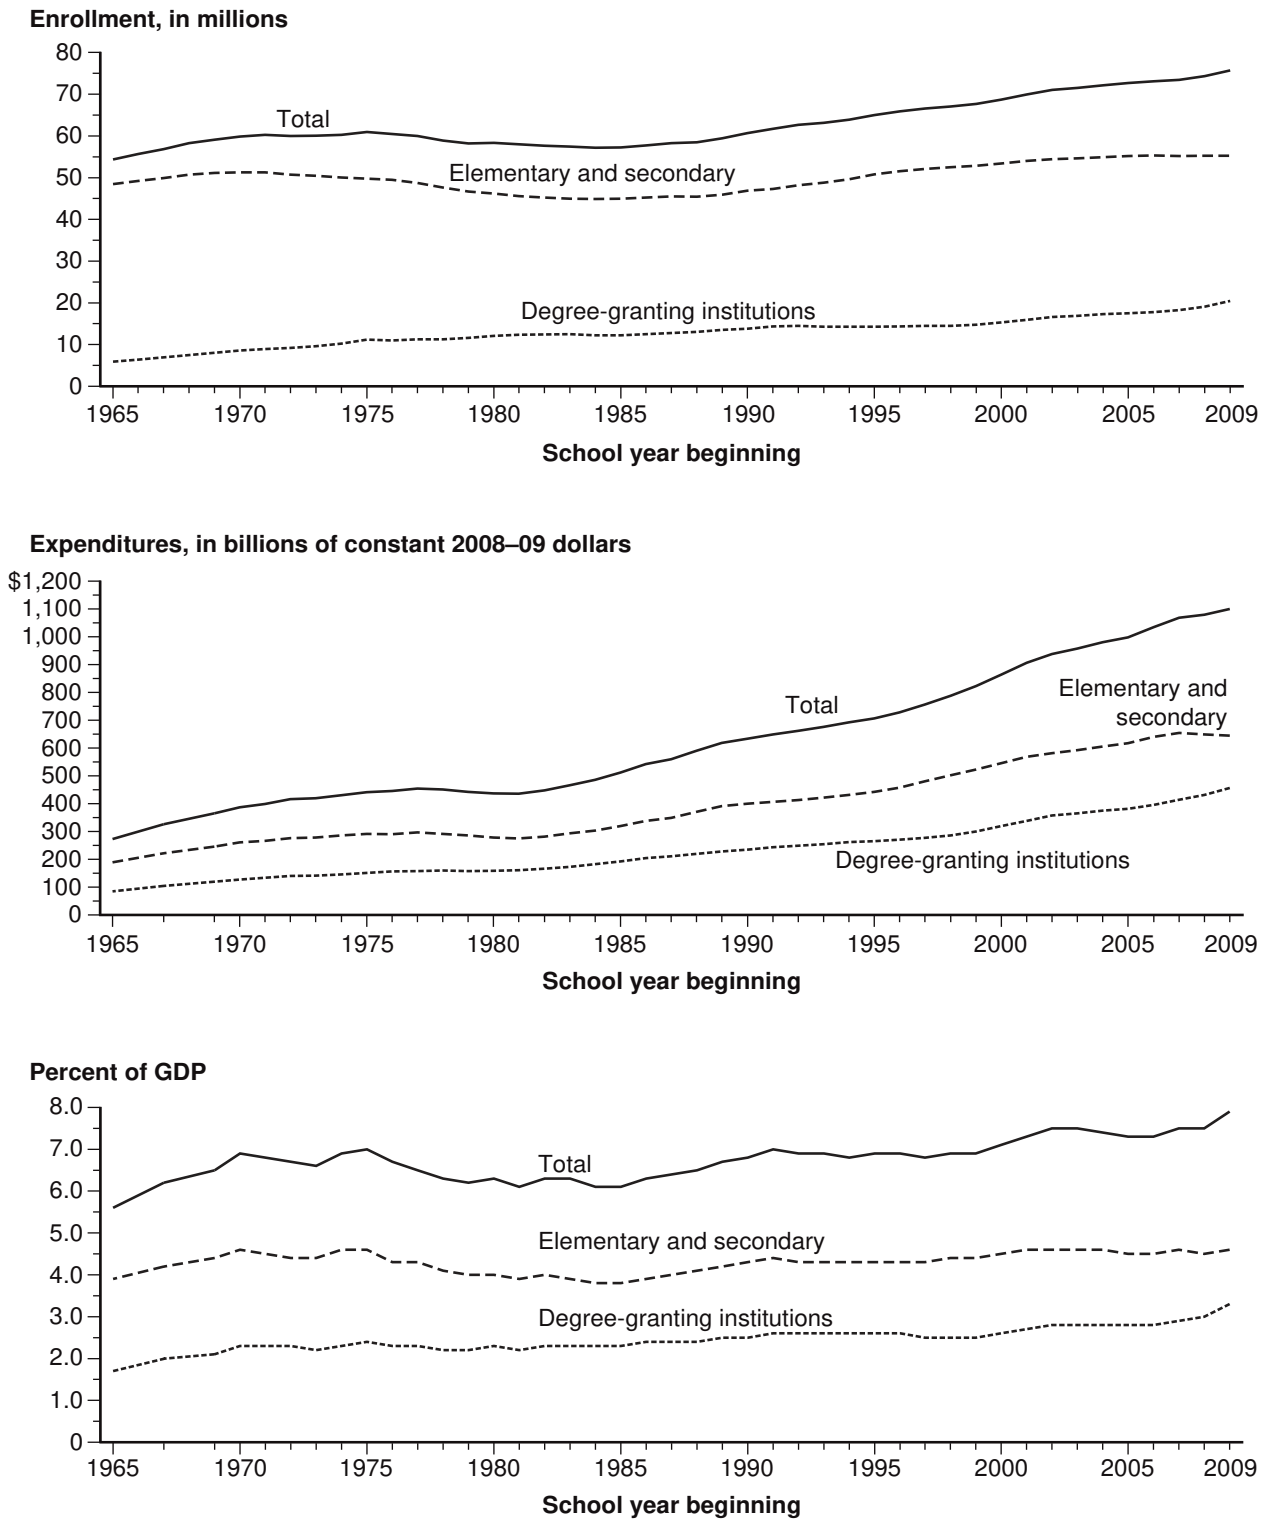 Enrollment, in millions
80
70
Total
60
Elementary and secondary
50
40
30
20
Degree-granting institutions
10
0
1965 1970 1975 1980 1985 1990 1995 2000 2005 2009
School year beginning
Expenditures, in billions of constant 2008–09 dollars
$1,200
1,100
1,000
900
800
Elementary and
secondary
Total
700
600
500
400
300
200
Degree-granting institutions
100
0
1965 1970 1975 1980 1985 1990 1995 2000 2005 2009
School year beginning
Percent of GDP
8.0
7.0
Total
6.0
5.0
Elementary and secondary
4.0
3.0
Degree-granting institutions
2.0
1.0
0
1965 1970 1975 1980 1985 1990 1995 2000 2005 2009
School year beginning